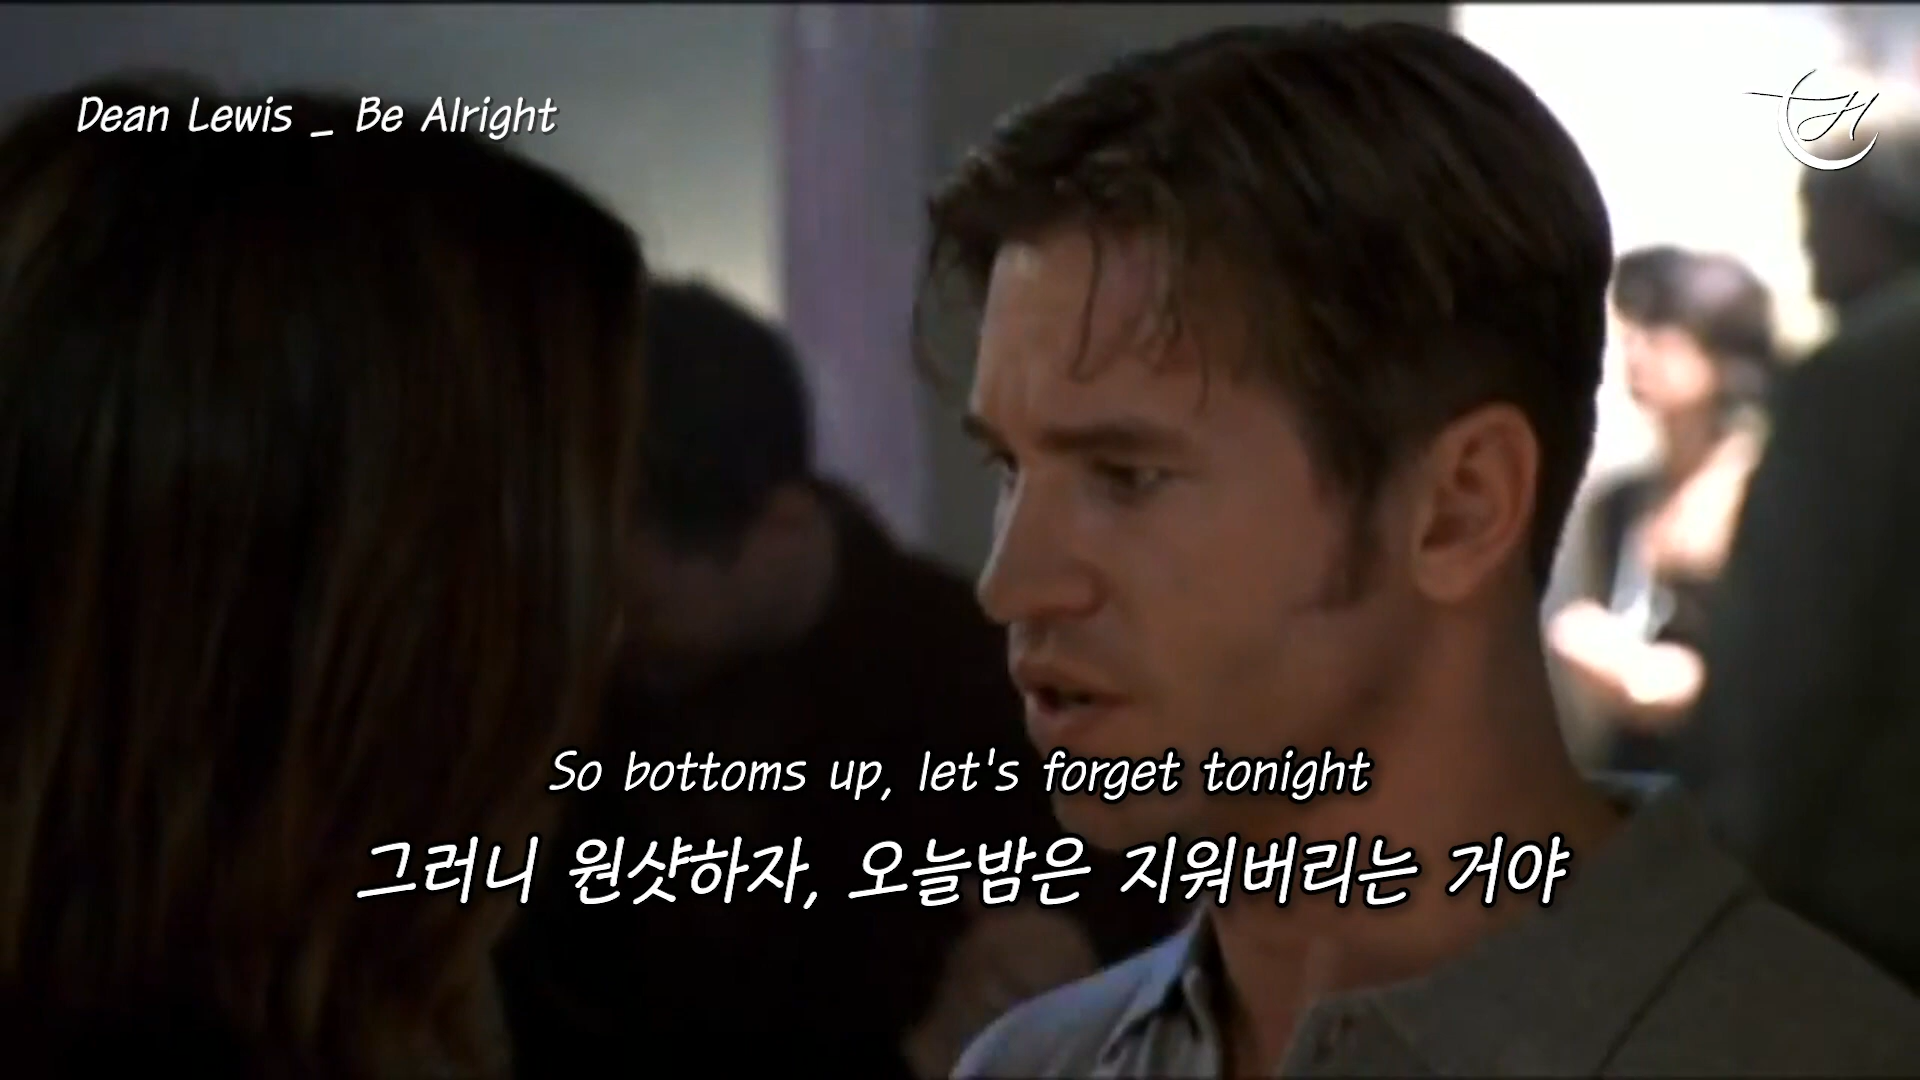 Dean Lewis _ Be Alright
So bottoms up, let's forget tonight
그러니 원샷하자, 오늘밤은 지워버리는 거야